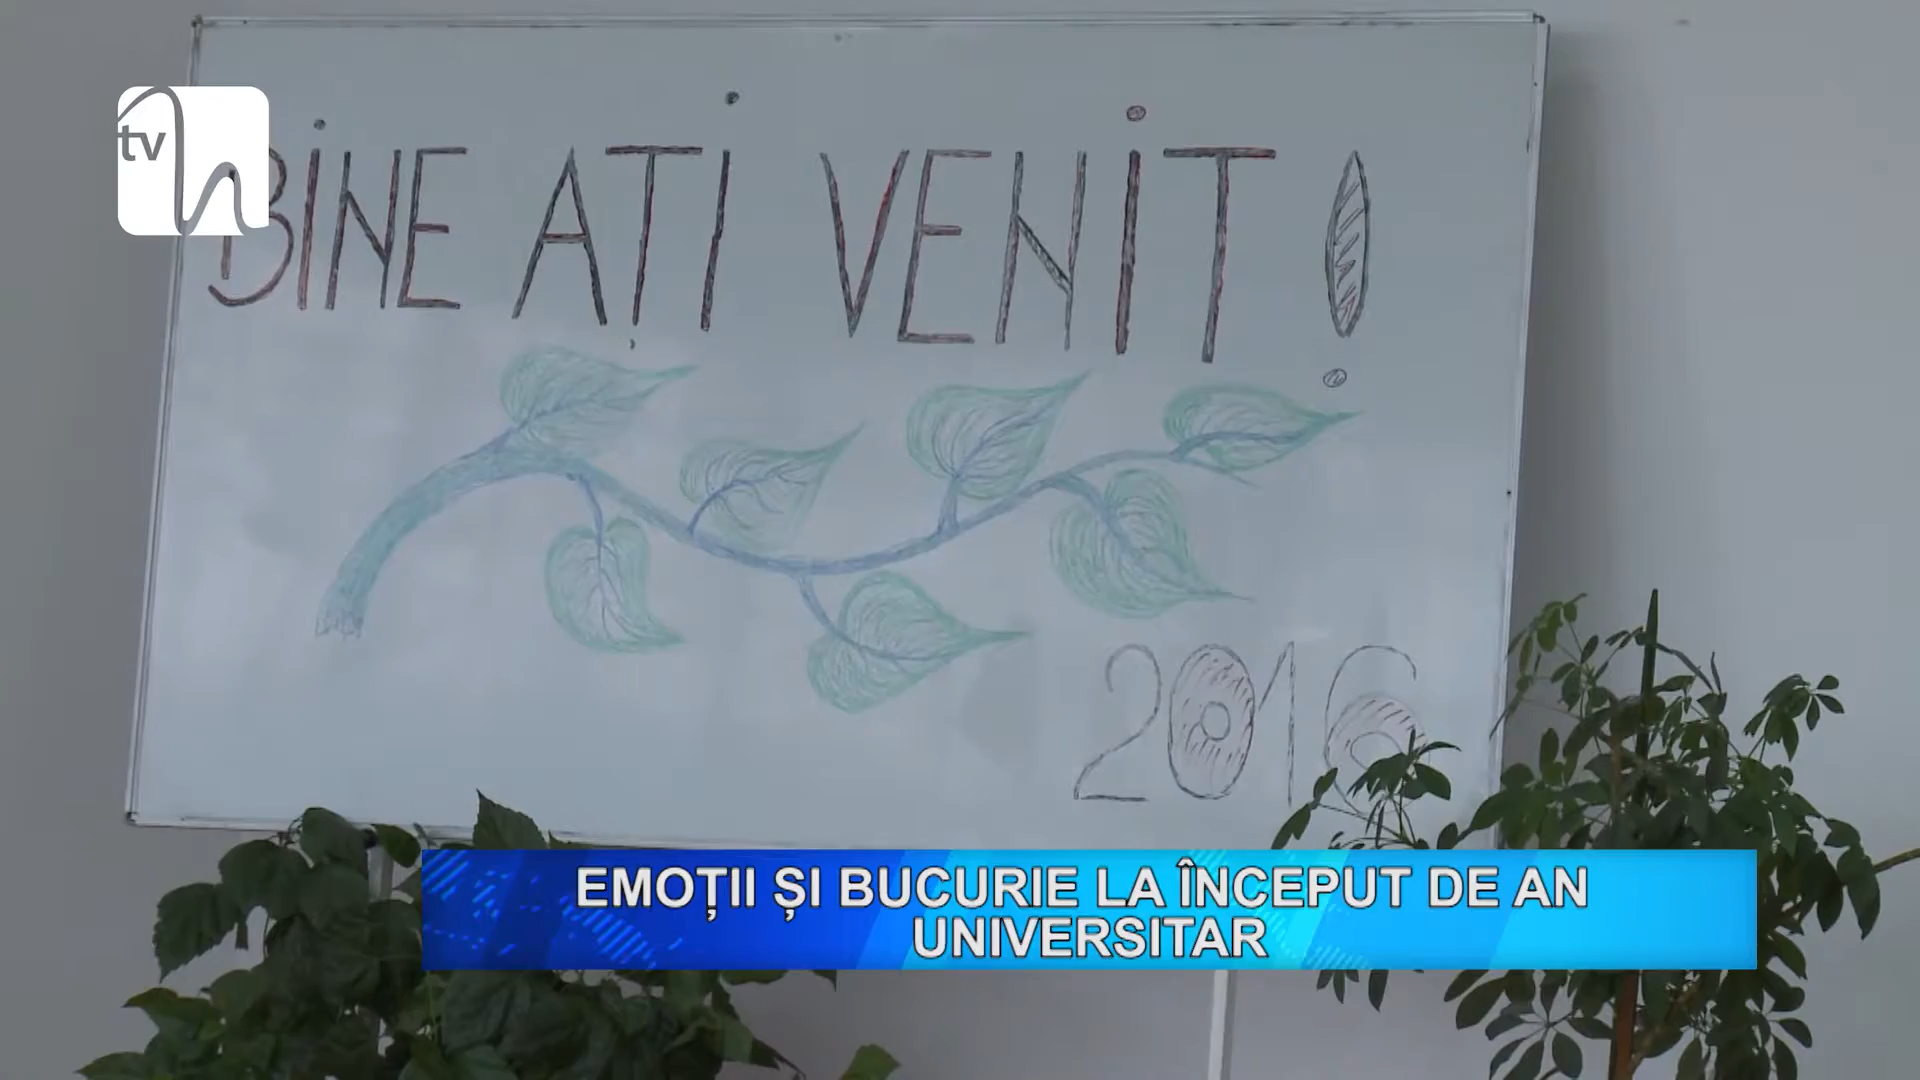 tv
BINE AȚI VENIT!
2016
EMOȚII ȘI BUCURIE LA ÎNCEPUT DE AN
UNIVERSITAR